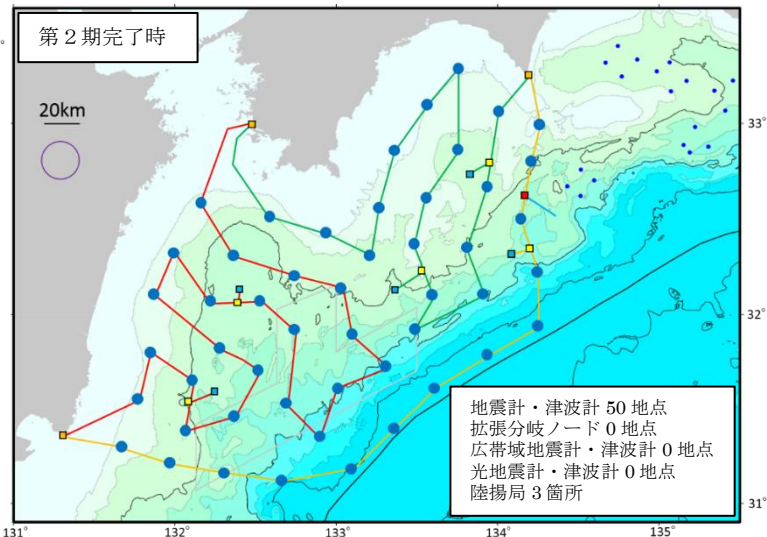 第２期完了時
20km
33°
32°
31°
地震計・津波計 50 地点
拡張分岐ノード 0 地点
広帯域地震計・津波計 0 地点
光地震計・津波計 0 地点
陸揚局 3 箇所
131° 132° 133° 134° 135°